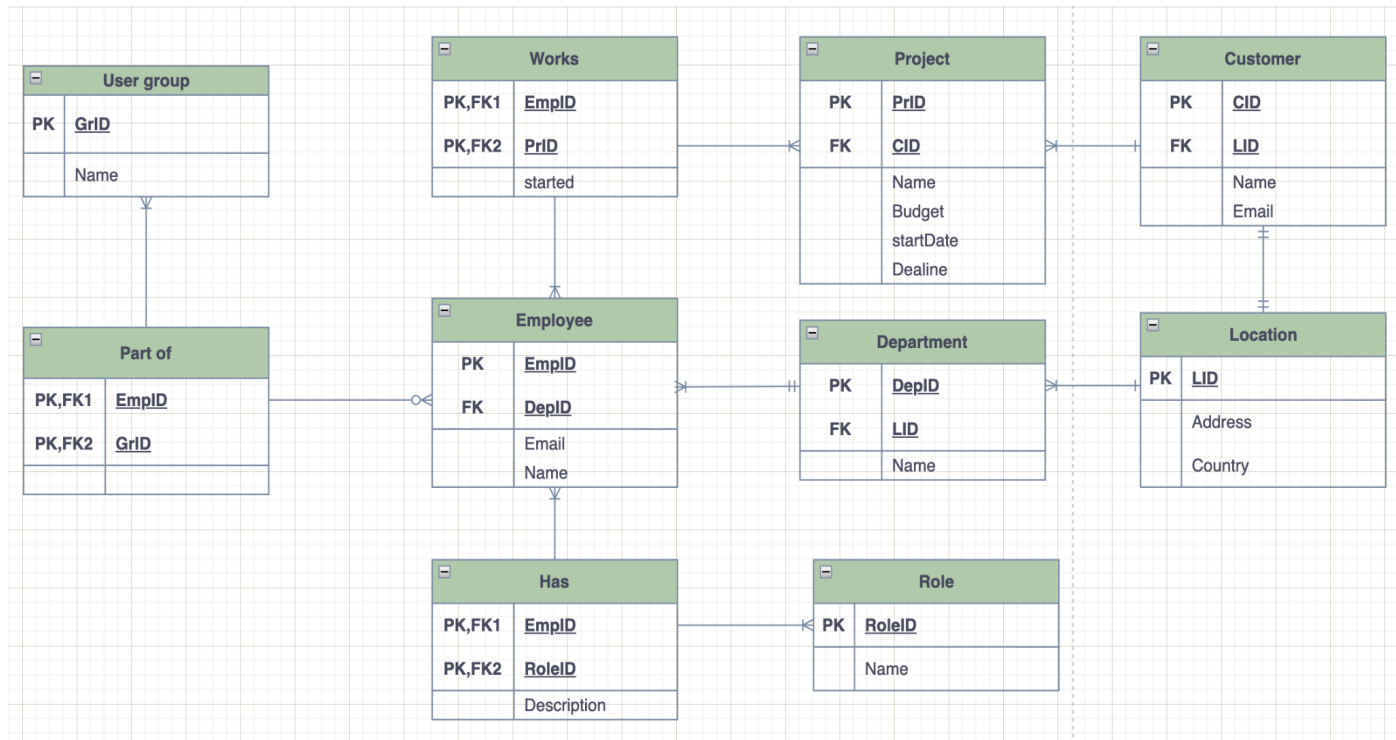 User group
PK GrID
Name
Works
PK,FK1 EmpID
PK,FK2 PrID
started
Project
PK PrID
FK CID
Name
Budget
startDate
Dealine
Customer
PK CID
FK LID
Name
Email
Part of
PK,FK1 EmpID
PK,FK2 GrID
Employee
PK EmpID
FK DepID
Email
Name
Department
PK DepID
FK LID
Name
Location
PK LID
Address
Country
Has
PK,FK1 EmpID
PK,FK2 RoleID
Description
Role
PK RoleID
Name